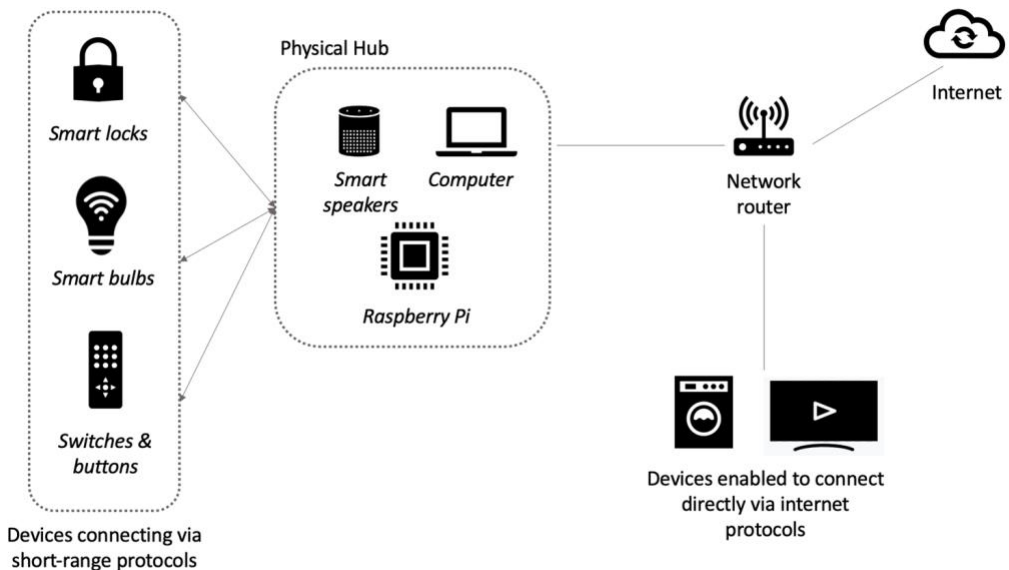 Smart locks
Smart bulbs
Switches &
buttons
Devices connecting via
short-range protocols
Physical Hub
Smart
speakers
Computer
Raspberry Pi
Network
router
Internet
Devices enabled to connect
directly via internet
protocols